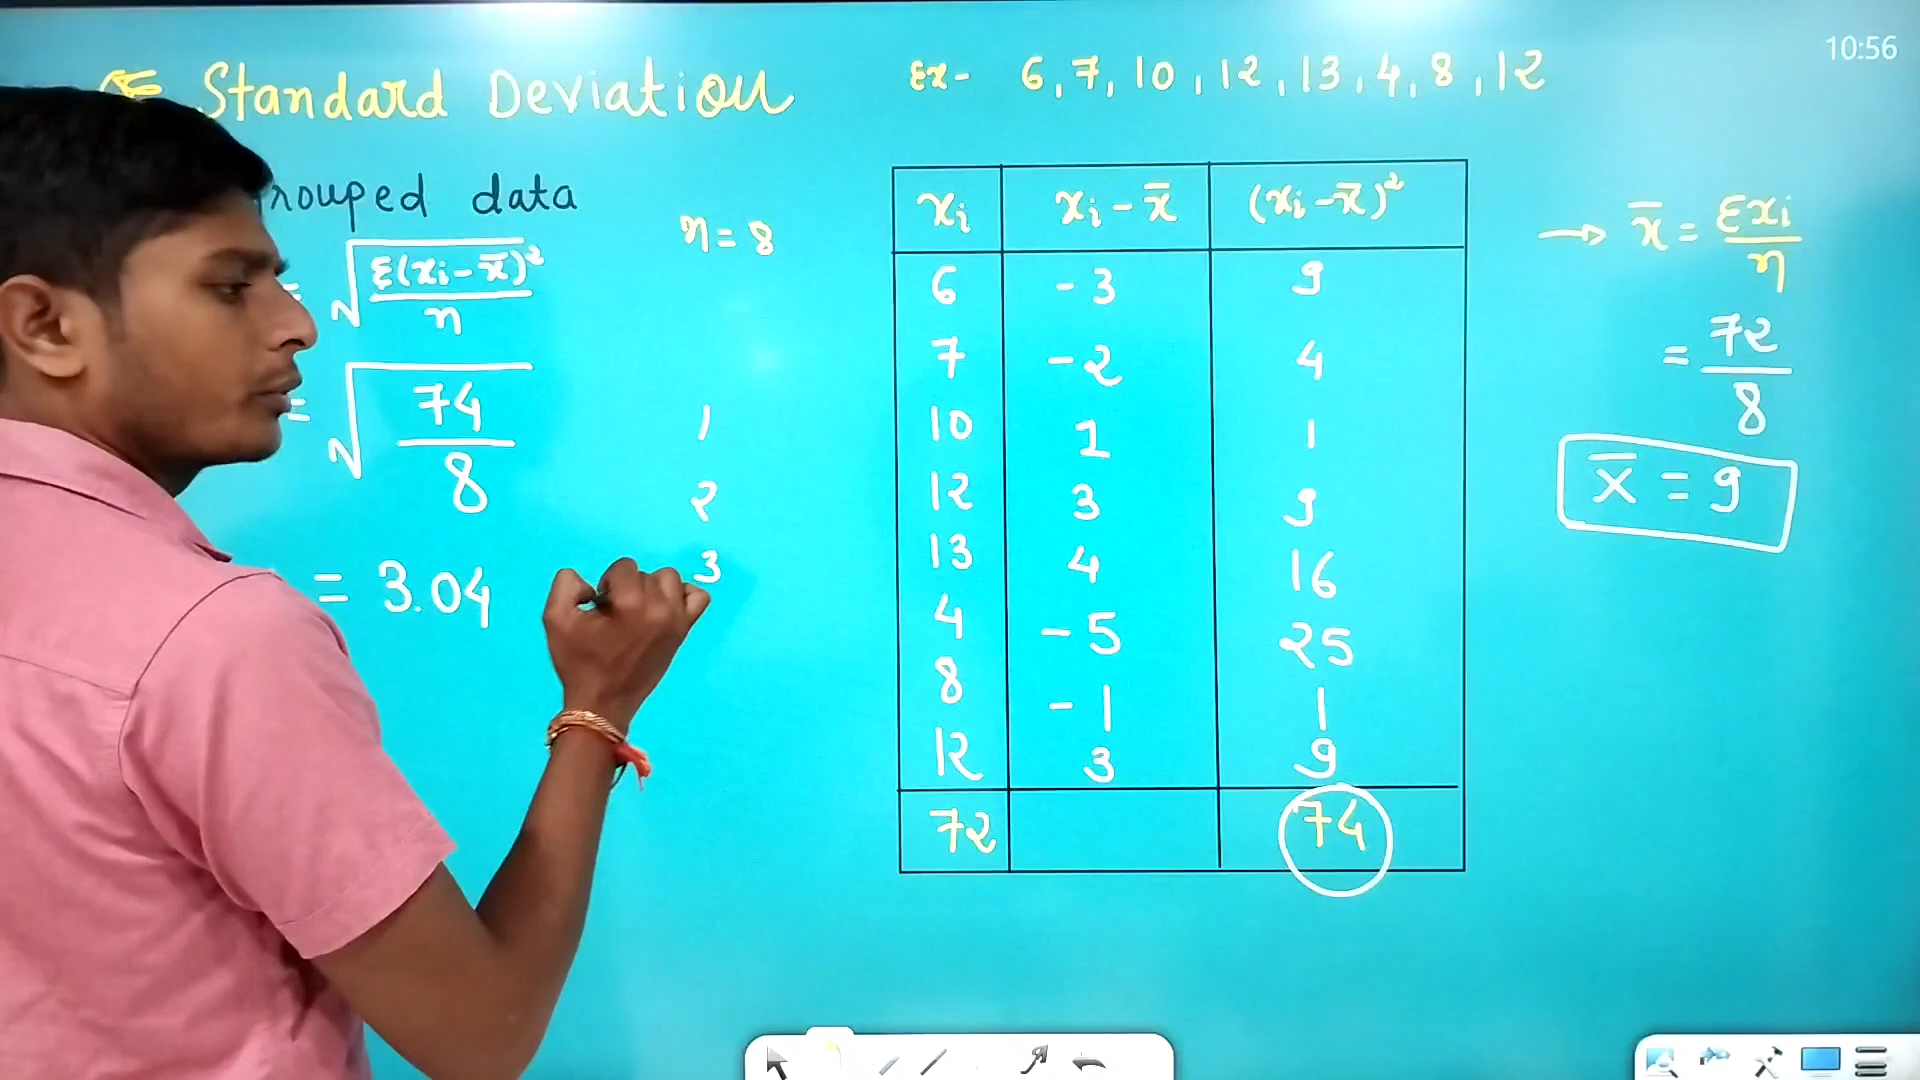 Standard Deviation
Ex- 6, 7, 10, 12, 13, 4, 8, 12
10:56
rouped data
n = 8
= √(Σ(xᵢ - x̄)² / n)
= √(74 / 8)
= 3.04
1
2
3
xᵢ | xᵢ - x̄ | (xᵢ - x̄)²
6 | -3 | 9
7 | -2 | 4
10 | 1 | 1
12 | 3 | 9
13 | 4 | 16
4 | -5 | 25
8 | -1 | 1
12 | 3 | 9
72 | | 74
→ x̄ = Σxᵢ / n
= 72 / 8
x̄ = 9